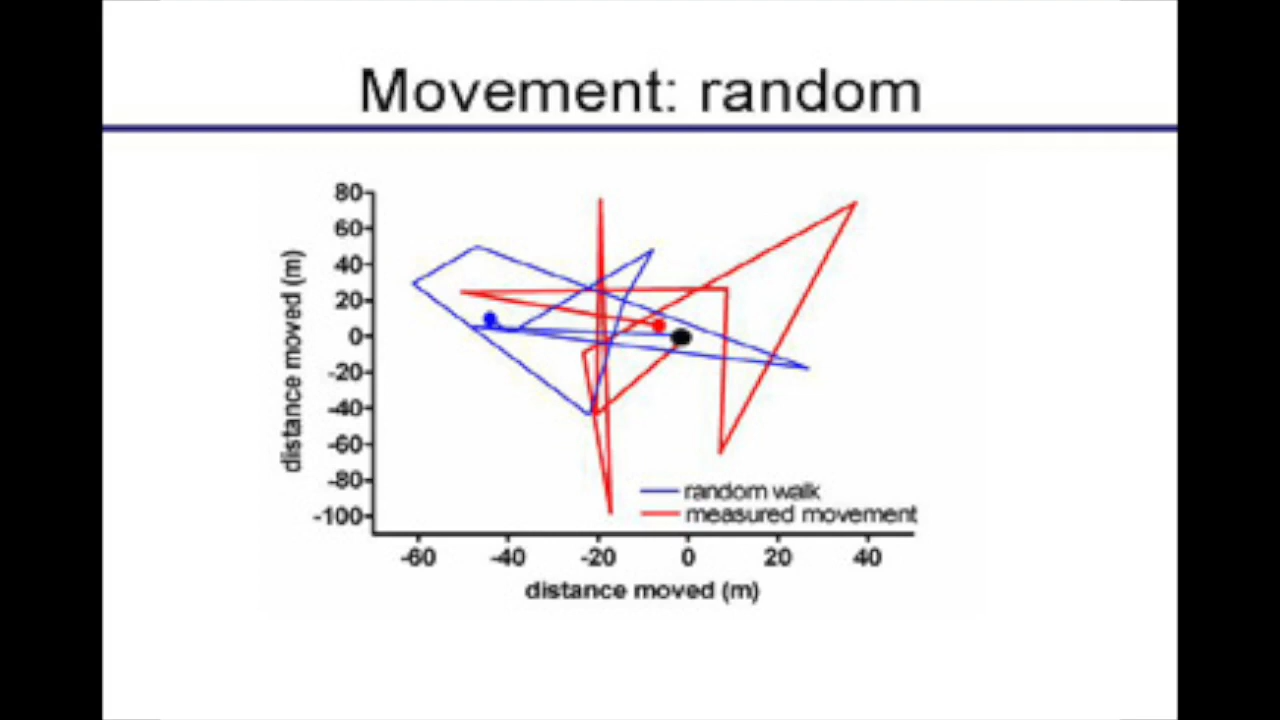 Movement: random
80
60
40
20
0
-20
-40
-60
-80
-100
distance moved (m)
random walk
measured movement
-60 -40 -20 0 20 40
distance moved (m)